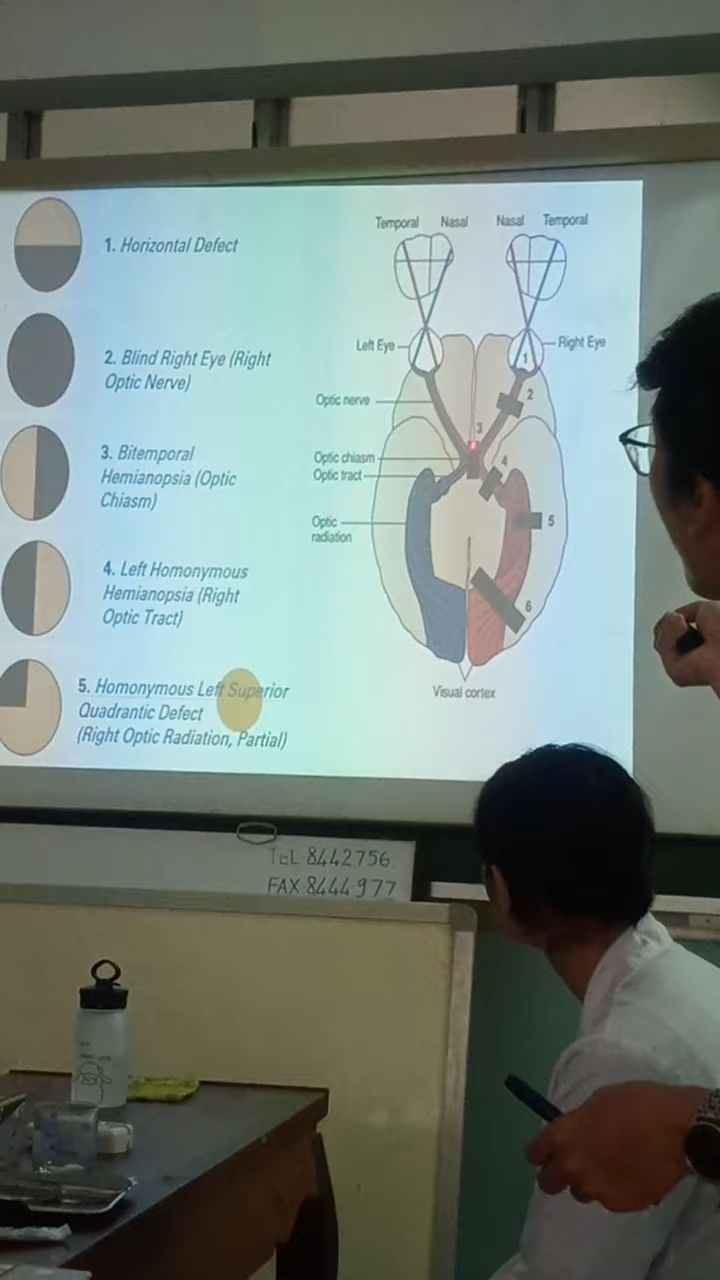 1. Horizontal Defect
2. Blind Right Eye (Right
Optic Nerve)
3. Bitemporal
Hemianopsia (Optic
Chiasm)
4. Left Homonymous
Hemianopsia (Right
Optic Tract)
5. Homonymous Left Superior
Quadrantic Defect
(Right Optic Radiation, Partial)
Temporal Nasal Nasal Temporal
Left Eye
1
Right Eye
2
Optic nerve
3
Optic chiasm
4
Optic tract
Optic
radiation
5
6
Visual cortex
TEL 8442756
FAX 8444977